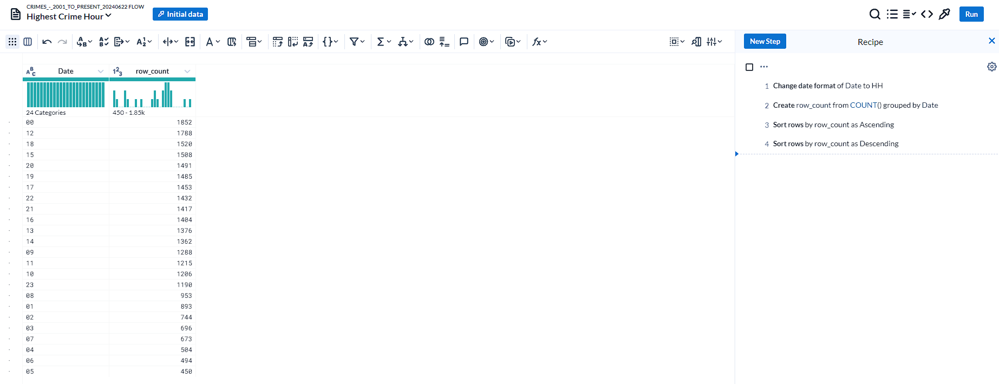 CRIMES_-_2001_TO_PRESENT_20240622 FLOW
Highest Crime Hour
Initial data
Run
New Step
Recipe
Date row_count
24 Categories 450 - 1.85k
00 1852
12 1788
18 1520
15 1508
20 1491
19 1485
17 1453
22 1432
21 1417
16 1404
13 1376
14 1362
09 1288
11 1215
10 1206
23 1190
08 953
01 893
02 744
03 696
07 673
04 504
06 494
05 450
1 Change date format of Date to HH
2 Create row_count from COUNT() grouped by Date
3 Sort rows by row_count as Ascending
4 Sort rows by row_count as Descending